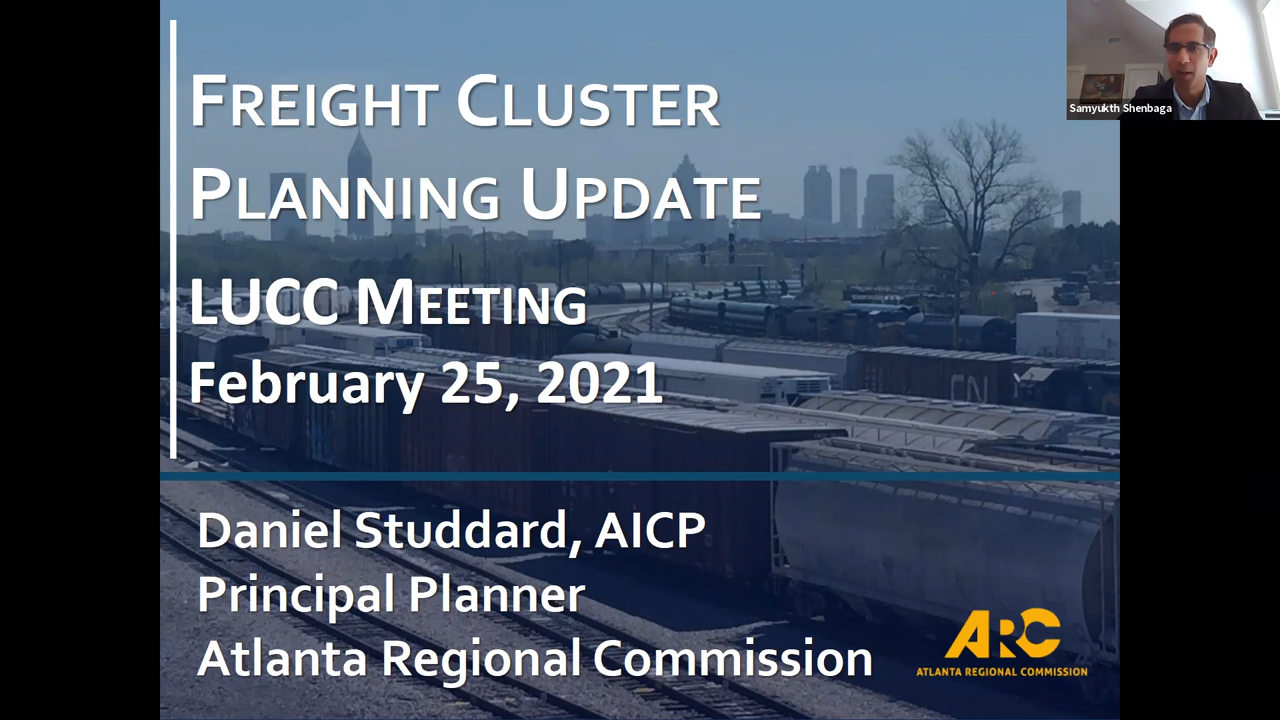 FREIGHT CLUSTER
PLANNING UPDATE
LUCC MEETING
February 25, 2021
Daniel Studdard, AICP
Principal Planner
Atlanta Regional Commission
ARC
ATLANTA REGIONAL COMMISSION
Samyukth Shenbaga
CN